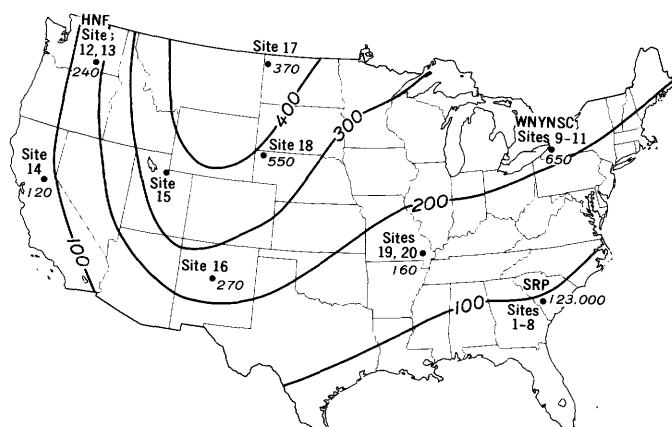 HNF
Sites
12, 13
240
Site 17
370
400
300
Site 18
550
WNYNSC
Sites 9-11
650
Site
14
120
Site
15
200
Sites
19, 20
160
Site 16
270
100
SRP
123.000
Sites
1-8
100